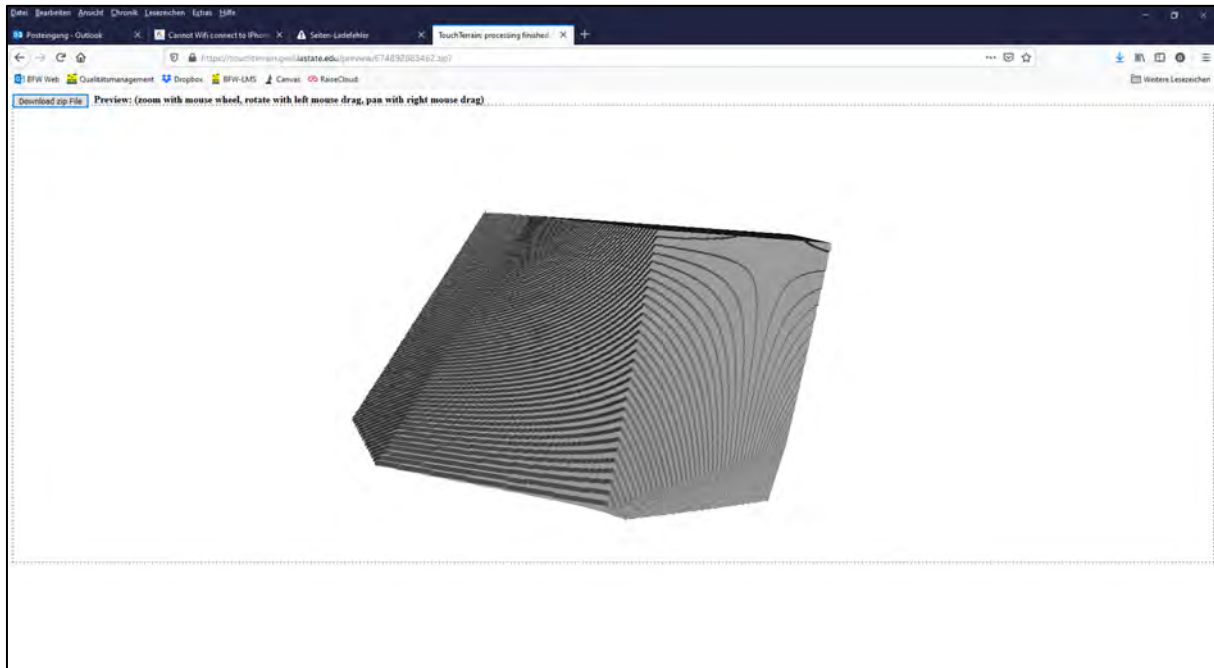 Datei Bearbeiten Ansicht Chronik Lesezeichen Extras Hilfe
Posteingang - Outlook Cannot Wifi connect to iPhon Seiten-Ladefehler TouchTerrain: processing finished
BFW Web Qualitätsmanagement Dropbox BFW-LMS Canvas RaiseCloud Weitere Lesezeichen
Download zip File Preview: (zoom with mouse wheel, rotate with left mouse drag, pan with right mouse drag)